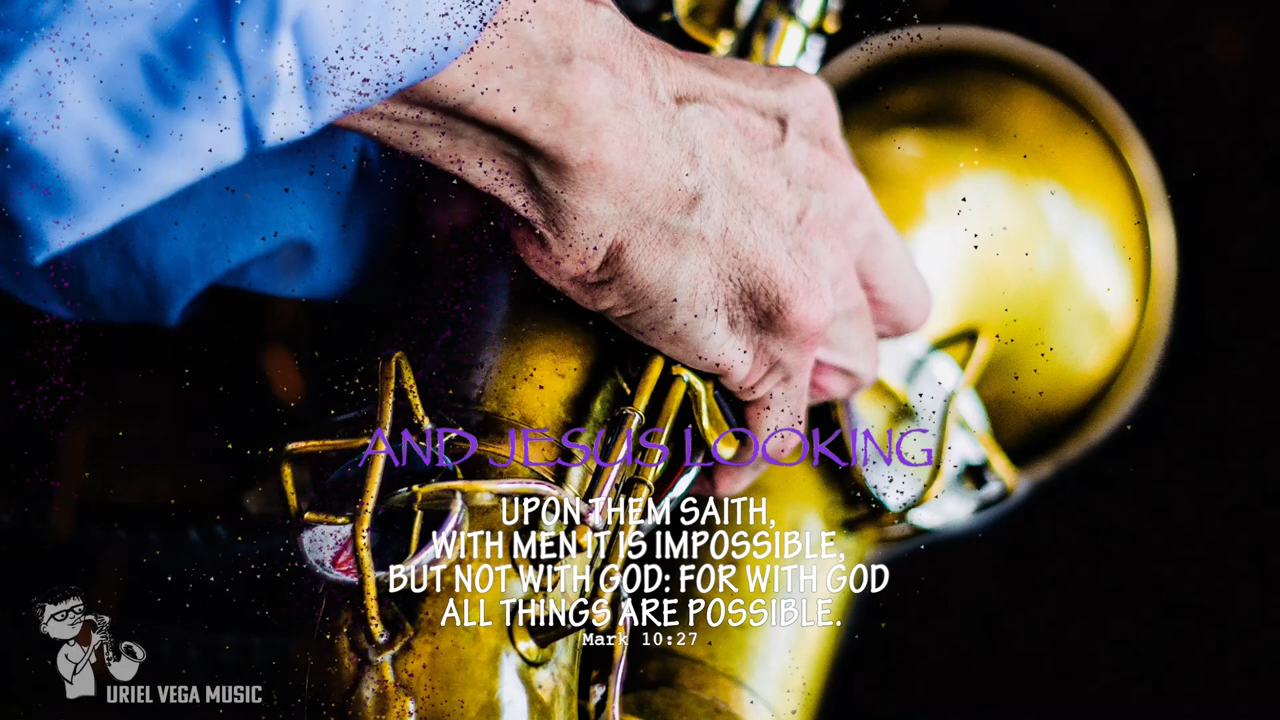 AND JESUS LOOKING
UPON THEM SAITH,
WITH MEN IT IS IMPOSSIBLE,
BUT NOT WITH GOD: FOR WITH GOD
ALL THINGS ARE POSSIBLE.
Mark 10:27
URIEL VEGA MUSIC